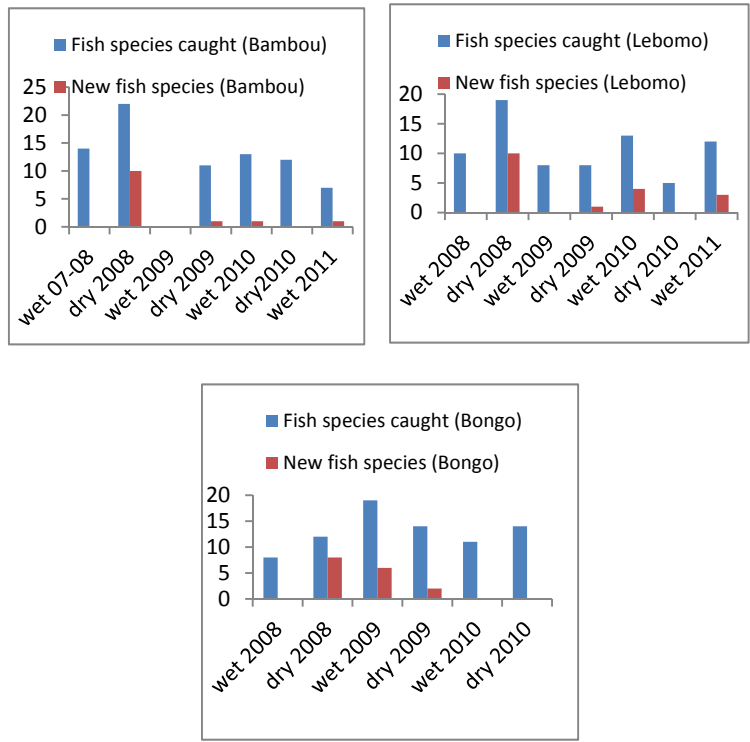 Fish species caught (Bambou)
New fish species (Bambou)
25
20
15
10
5
0
wet 07-08
dry 2008
wet 2009
dry 2009
wet 2010
dry2010
wet 2011
Fish species caught (Lebomo)
New fish species (Lebomo)
20
15
10
5
0
wet 2008
dry 2008
wet 2009
dry 2009
wet 2010
dry 2010
wet 2011
Fish species caught (Bongo)
New fish species (Bongo)
20
15
10
5
0
wet 2008
dry 2008
wet 2009
dry 2009
wet 2010
dry 2010